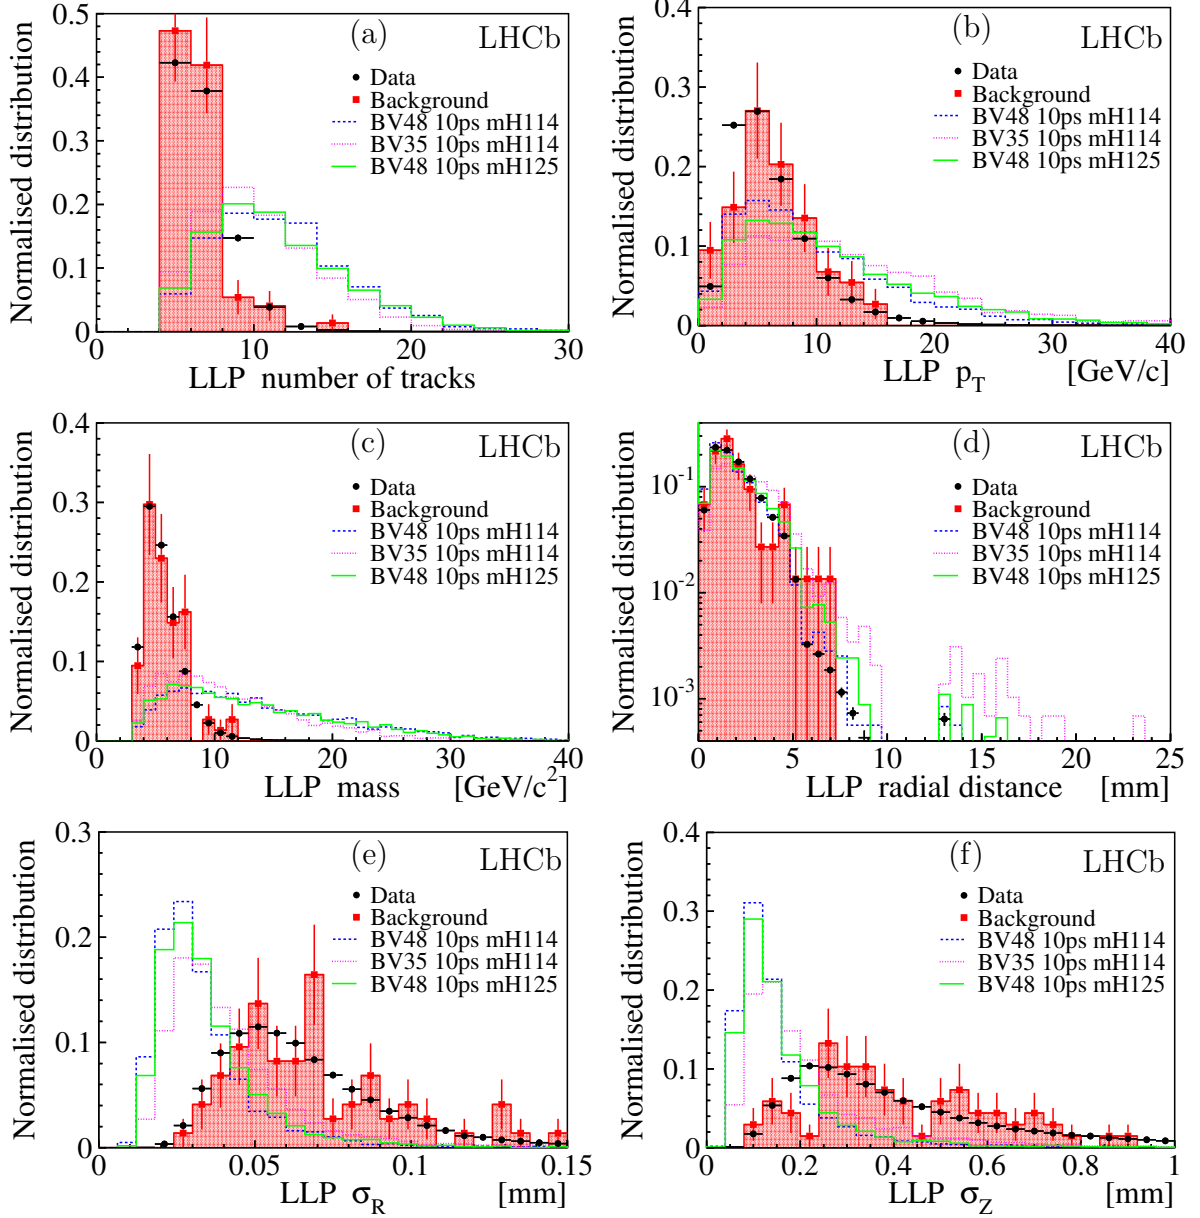 (a) LHCb
Normalised distribution
0.5
0.4
0.3
0.2
0.1
0
Data
Background
BV48 10ps mH114
BV35 10ps mH114
BV48 10ps mH125
0 10 20 30
LLP number of tracks
(b) LHCb
Normalised distribution
0.4
0.3
0.2
0.1
0
Data
Background
BV48 10ps mH114
BV35 10ps mH114
BV48 10ps mH125
0 10 20 30 40
LLP p_T [GeV/c]
(c) LHCb
Normalised distribution
0.4
0.3
0.2
0.1
0
Data
Background
BV48 10ps mH114
BV35 10ps mH114
BV48 10ps mH125
0 10 20 30 40
LLP mass [GeV/c²]
(d) LHCb
Normalised distribution
10⁻¹
10⁻²
10⁻³
Data
Background
BV48 10ps mH114
BV35 10ps mH114
BV48 10ps mH125
0 5 10 15 20 25
LLP radial distance [mm]
(e) LHCb
Normalised distribution
0.3
0.2
0.1
0
Data
Background
BV48 10ps mH114
BV35 10ps mH114
BV48 10ps mH125
0 0.05 0.1 0.15
LLP σ_R [mm]
(f) LHCb
Normalised distribution
0.4
0.3
0.2
0.1
0
Data
Background
BV48 10ps mH114
BV35 10ps mH114
BV48 10ps mH125
0 0.2 0.4 0.6 0.8 1
LLP σ_Z [mm]